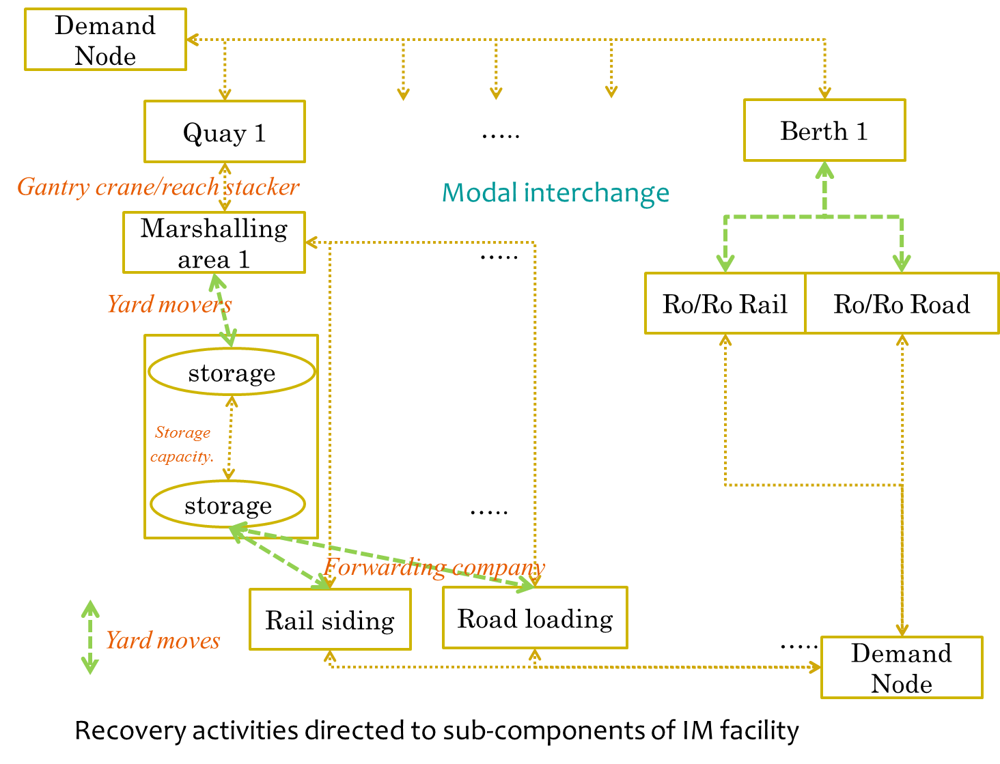 Demand
Node
Quay 1
.....
Berth 1
Gantry crane/reach stacker
Modal interchange
Marshalling
area 1
.....
Yard movers
Ro/Ro Rail
Ro/Ro Road
storage
Storage
capacity.
storage
.....
Forwarding company
Rail siding
Road loading
Yard moves
.....
Demand
Node
Recovery activities directed to sub-components of IM facility